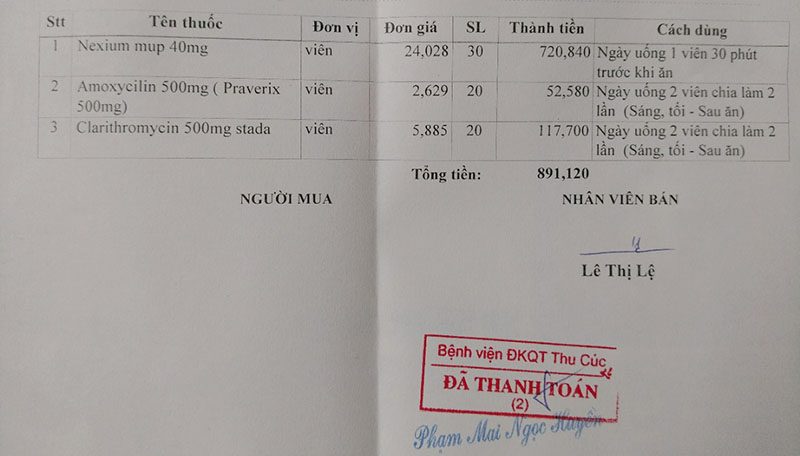 Stt Tên thuốc Đơn vị Đơn giá SL Thành tiền Cách dùng
1 Nexium mup 40mg viên 24,028 30 720,840 Ngày uống 1 viên 30 phút
trước khi ăn
2 Amoxycilin 500mg ( Praverix viên 2,629 20 52,580 Ngày uống 2 viên chia làm 2
500mg) lần (Sáng, tối - Sau ăn)
3 Clarithromycin 500mg stada viên 5,885 20 117,700 Ngày uống 2 viên chia làm 2
lần (Sáng, tối - Sau ăn)
Tổng tiền: 891,120
NGƯỜI MUA NHÂN VIÊN BÁN
Lê Thị Lệ
Bệnh viện ĐKQT Thu Cúc
ĐÃ THANH TOÁN
(2)
Phạm Mai Ngọc Huyền